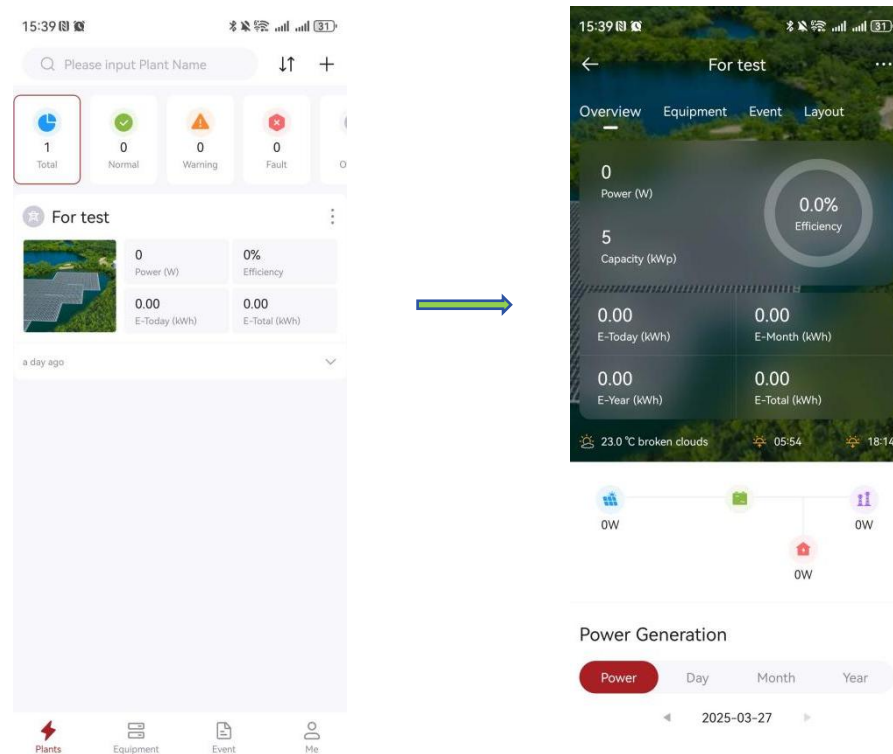 15:39
31
Please input Plant Name
1
0
0
0
Total
Normal
Warning
Fault
For test
0
Power (W)
0%
Efficiency
0.00
E-Today (kWh)
0.00
E-Total (kWh)
a day ago
Plants
Equipment
Event
Me
15:39
31
For test
Overview
Equipment
Event
Layout
0
Power (W)
5
Capacity (kWp)
0.0%
Efficiency
0.00
E-Today (kWh)
0.00
E-Month (kWh)
0.00
E-Year (kWh)
0.00
E-Total (kWh)
23.0 °C broken clouds
05:54
18:14
0W
0W
0W
Power Generation
Power
Day
Month
Year
2025-03-27